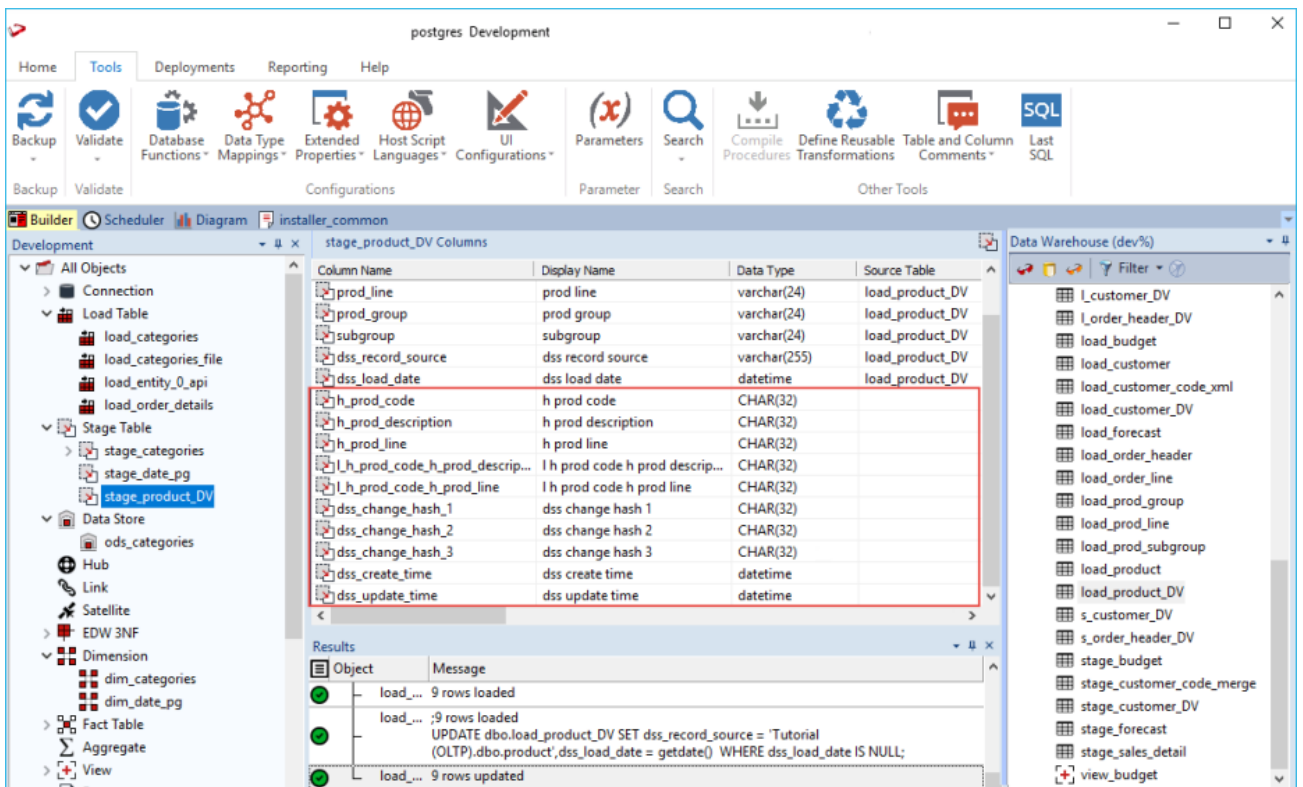 postgres Development
Home Tools Deployments Reporting Help
Backup Validate Database Functions Data Type Mappings Extended Properties Host Script Languages UI Configurations Parameters Search Compile Procedures Define Reusable Transformations Table and Column Comments SQL Last SQL
Backup Validate Configurations Parameter Search Other Tools
Builder Scheduler Diagram installer_common
Development
All Objects
Connection
Load Table
load_categories
load_categories_file
load_entity_0_api
load_order_details
Stage Table
stage_categories
stage_date_pg
stage_product_DV
Data Store
ods_categories
Hub
Link
Satellite
EDW 3NF
Dimension
dim_categories
dim_date_pg
Fact Table
Aggregate
View
stage_product_DV Columns
Column Name Display Name Data Type Source Table
prod_line prod line varchar(24) load_product_DV
prod_group prod group varchar(24) load_product_DV
subgroup subgroup varchar(24) load_product_DV
dss_record_source dss record source varchar(255) load_product_DV
dss_load_date dss load date datetime load_product_DV
h_prod_code h prod code CHAR(32)
h_prod_description h prod description CHAR(32)
h_prod_line h prod line CHAR(32)
l_h_prod_code_h_prod_descrip... l h prod code h prod descrip... CHAR(32)
l_h_prod_code_h_prod_line l h prod code h prod line CHAR(32)
dss_change_hash_1 dss change hash 1 CHAR(32)
dss_change_hash_2 dss change hash 2 CHAR(32)
dss_change_hash_3 dss change hash 3 CHAR(32)
dss_create_time dss create time datetime
dss_update_time dss update time datetime
Results
Object Message
load_... 9 rows loaded
load_... ;9 rows loaded
UPDATE dbo.load_product_DV SET dss_record_source = 'Tutorial
(OLTP).dbo.product',dss_load_date = getdate() WHERE dss_load_date IS NULL;
load_... 9 rows updated
Data Warehouse (dev%)
Filter
l_customer_DV
l_order_header_DV
load_budget
load_customer
load_customer_code_xml
load_customer_DV
load_forecast
load_order_header
load_order_line
load_prod_group
load_prod_line
load_prod_subgroup
load_product
load_product_DV
s_customer_DV
s_order_header_DV
stage_budget
stage_customer_code_merge
stage_customer_DV
stage_forecast
stage_sales_detail
view_budget